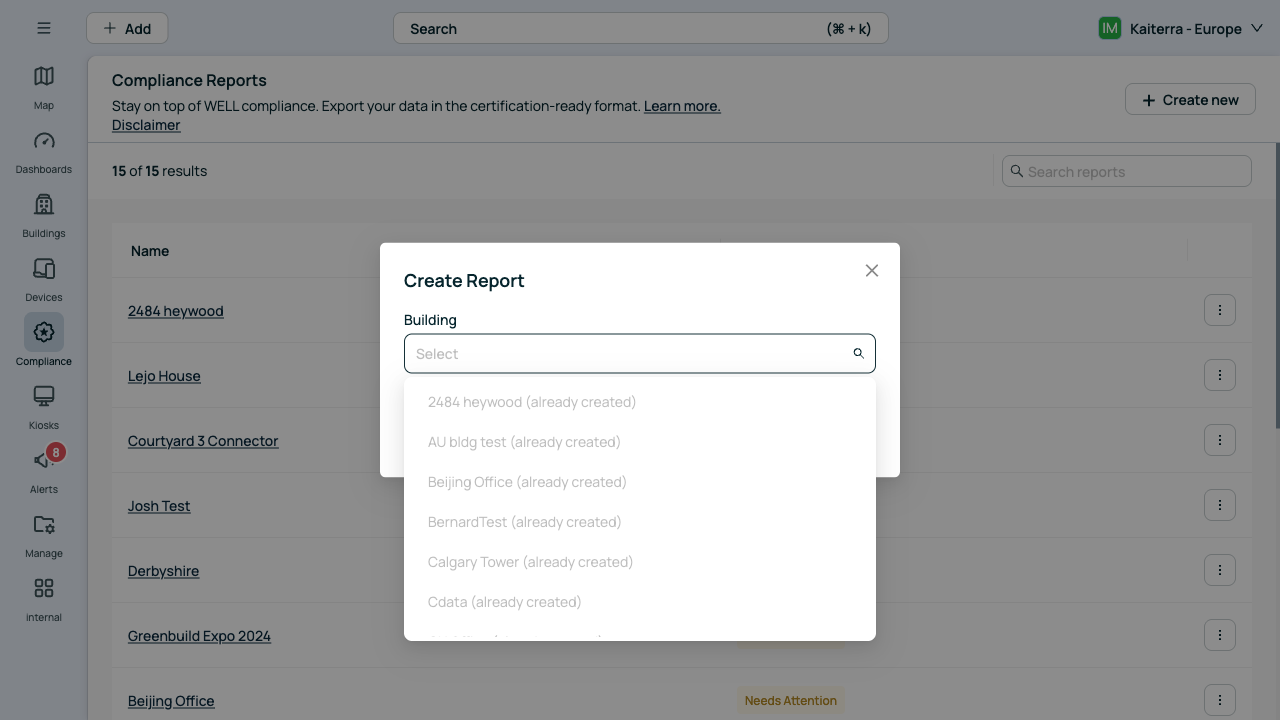 Add
Search
(⌘ + k)
IM
Kaiterra - Europe
Map
Dashboards
Buildings
Devices
Compliance
Kiosks
8
Alerts
Manage
Internal
Compliance Reports
Stay on top of WELL compliance. Export your data in the certification-ready format. Learn more.
Disclaimer
Create new
15 of 15 results
Search reports
Name
2484 heywood
Lejo House
Courtyard 3 Connector
Josh Test
Derbyshire
Greenbuild Expo 2024
Beijing Office
Needs Attention
Create Report
Building
Select
2484 heywood (already created)
AU bldg test (already created)
Beijing Office (already created)
BernardTest (already created)
Calgary Tower (already created)
Cdata (already created)